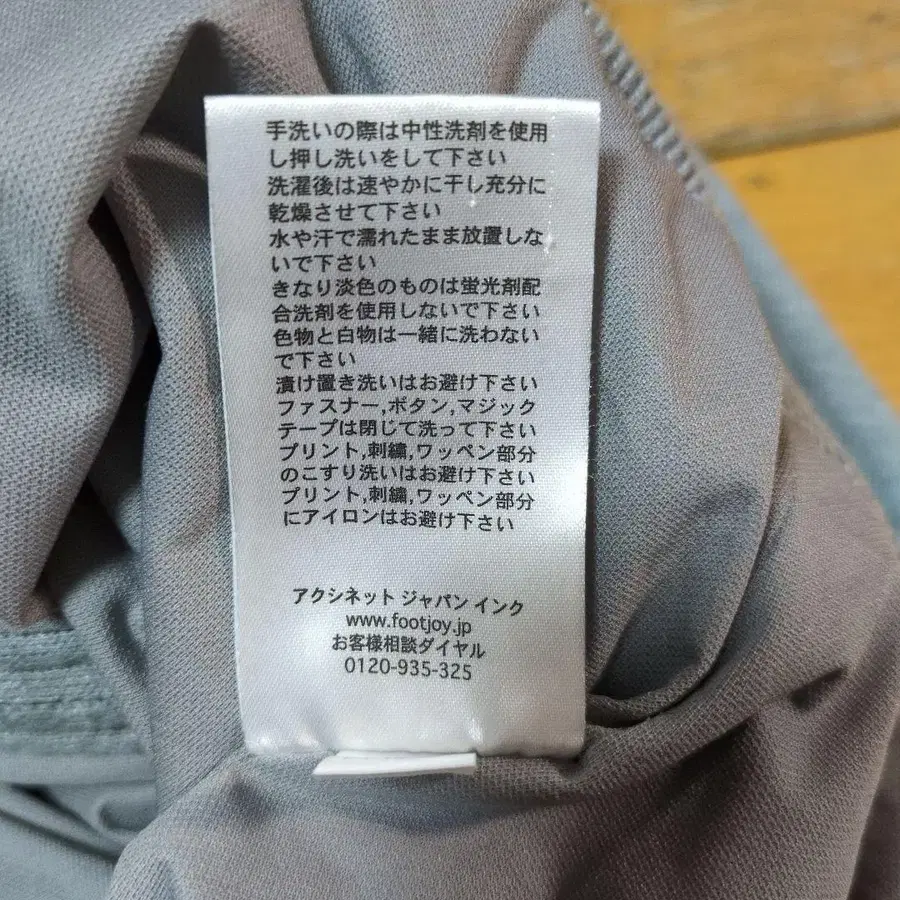 手洗いの際は中性洗剤を使用
し押し洗いをして下さい
洗濯後は速やかに干し充分に
乾燥させて下さい
水や汗で濡れたまま放置しな
いで下さい
きなり淡色のものは蛍光剤配
合洗剤を使用しないで下さい
色物と白物は一緒に洗わない
で下さい
漬け置き洗いはお避け下さい
ファスナー,ボタン,マジック
テープは閉じて洗って下さい
プリント,刺繍,ワッペン部分
のこすり洗いはお避け下さい
プリント,刺繍,ワッペン部分
にアイロンはお避け下さい
アクシネット ジャパン インク
www.footjoy.jp
お客様相談ダイヤル
0120-935-325